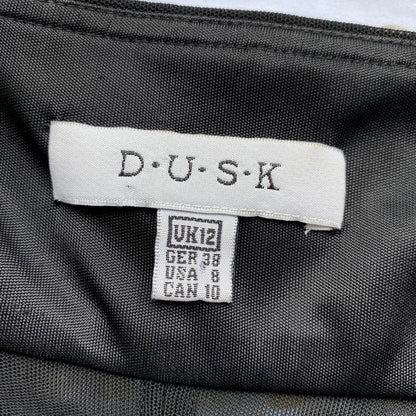 D·U·S·K
UK12
GER 38
USA 8
CAN 10